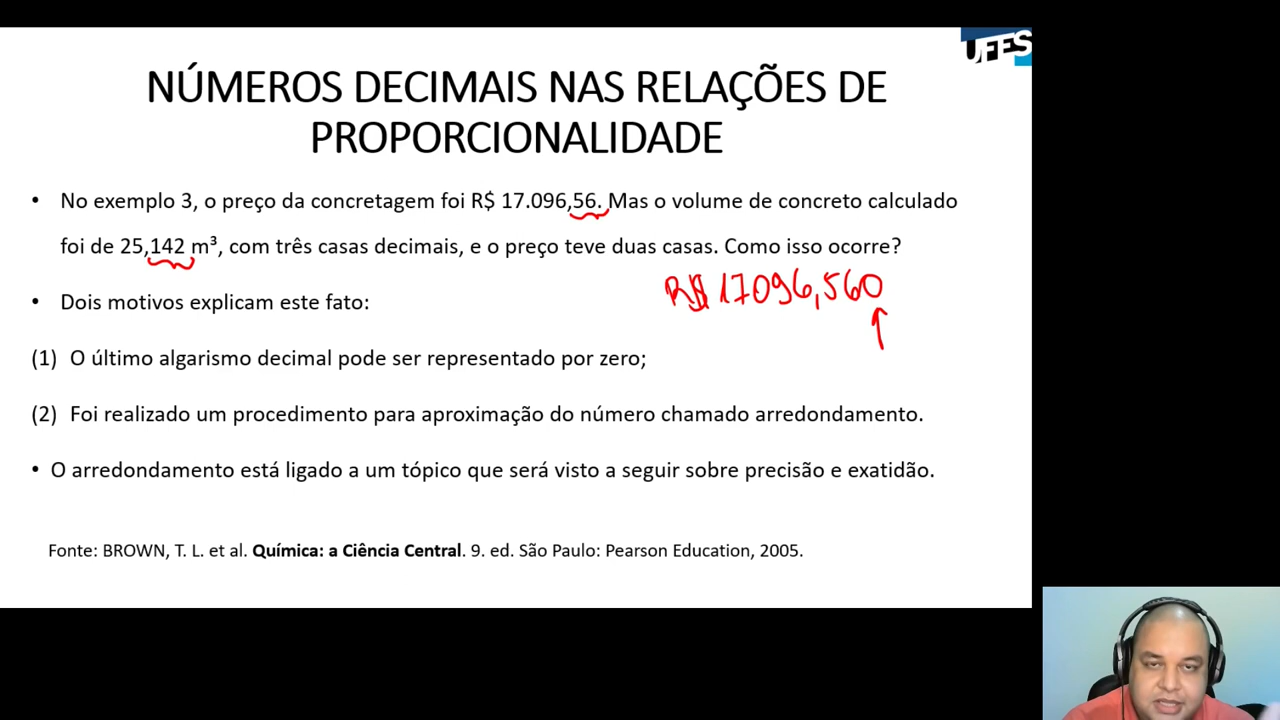 UFES
NÚMEROS DECIMAIS NAS RELAÇÕES DE
PROPORCIONALIDADE
• No exemplo 3, o preço da concretagem foi R$ 17.096,56. Mas o volume de concreto calculado
foi de 25,142 m³, com três casas decimais, e o preço teve duas casas. Como isso ocorre?
R$ 17096,560
• Dois motivos explicam este fato:
(1) O último algarismo decimal pode ser representado por zero;
(2) Foi realizado um procedimento para aproximação do número chamado arredondamento.
• O arredondamento está ligado a um tópico que será visto a seguir sobre precisão e exatidão.
Fonte: BROWN, T. L. et al. Química: a Ciência Central. 9. ed. São Paulo: Pearson Education, 2005.